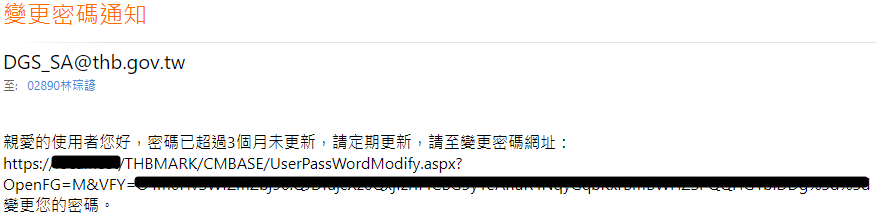 變更密碼通知
DGS_SA@thb.gov.tw
至: 02890林琮諺
親愛的使用者您好，密碼已超過3個月未更新，請定期更新，請至變更密碼網址：
https://
/THBMARK/CMBASE/UserPassWordModify.aspx?
OpenFG=M&VFY=
變更您的密碼。